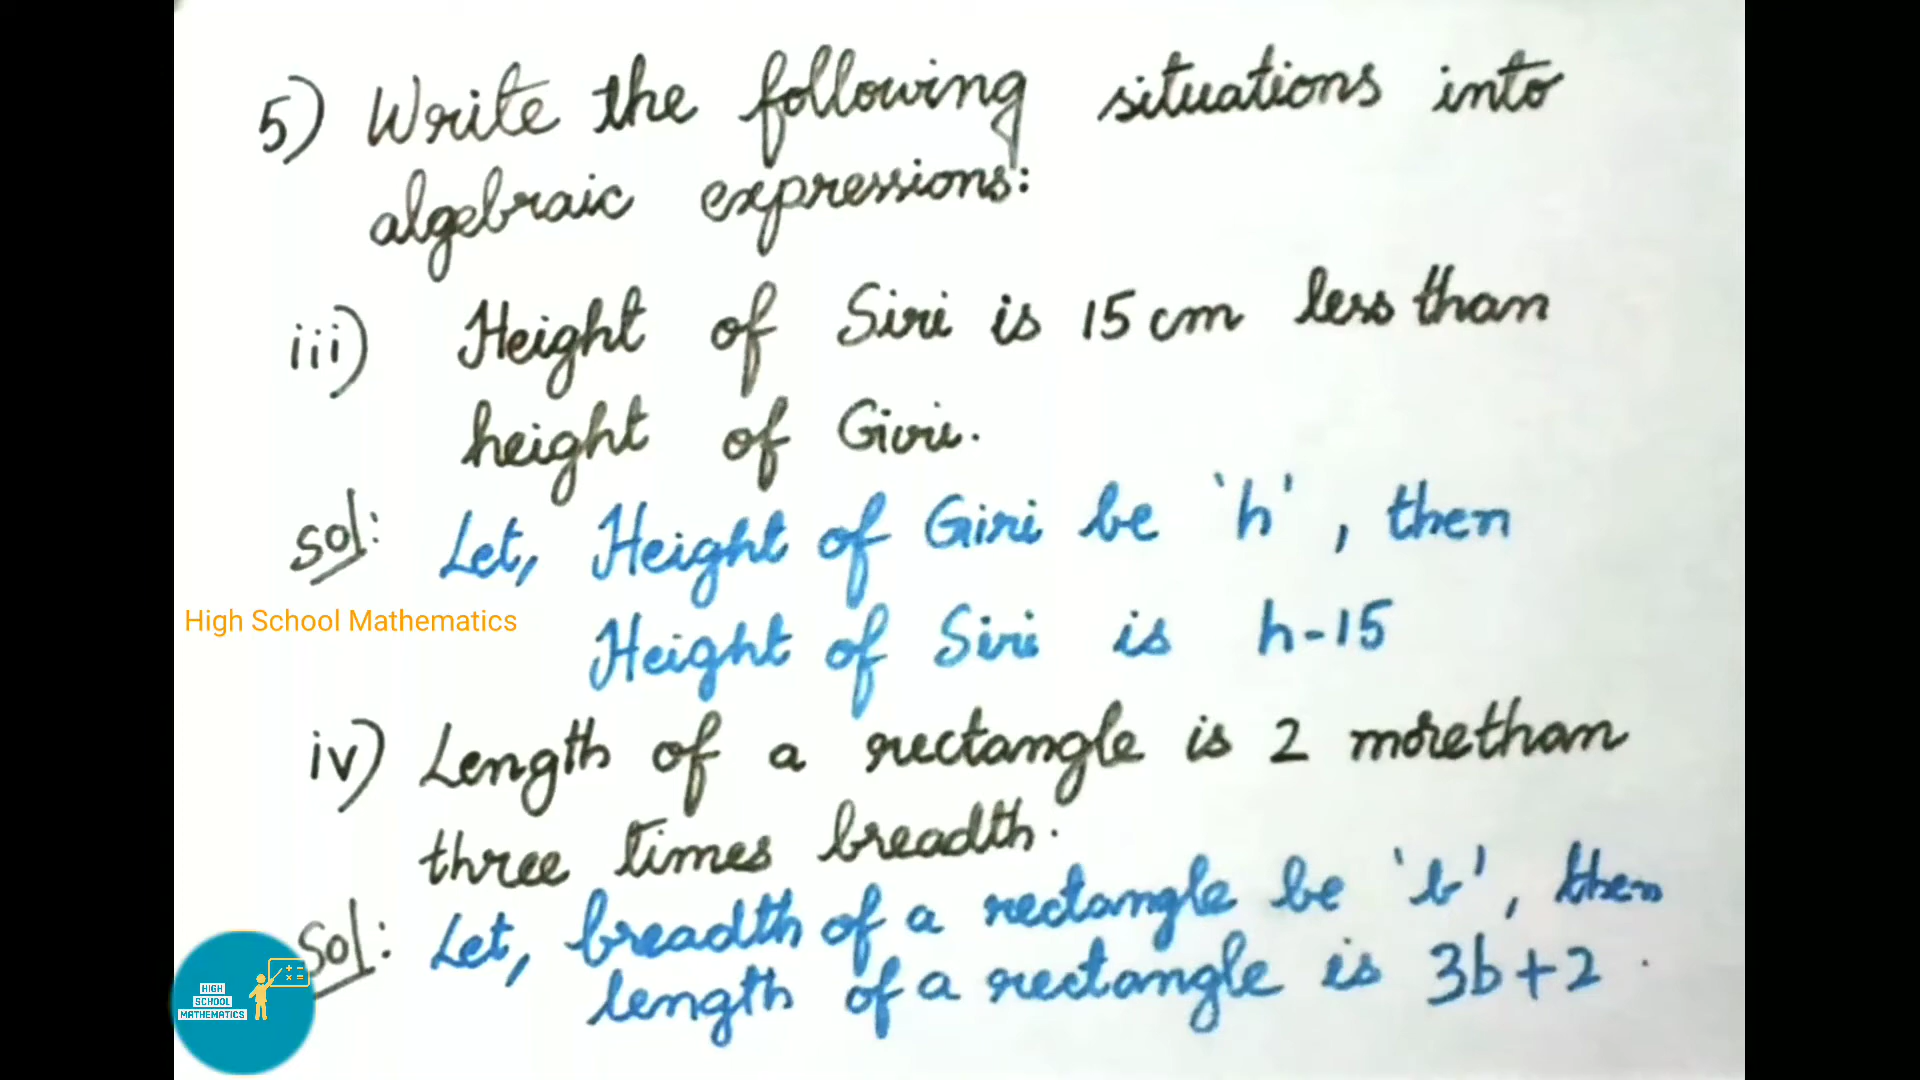 5) Write the following situations into
algebraic expressions:
iii) Height of Siri is 15 cm less than
height of Giri.
Sol: Let, Height of Giri be 'h', then
High School Mathematics
Height of Siri is h-15
iv) Length of a rectangle is 2 morethan
three times breadth.
Sol: Let, breadth of a rectangle be 'b', then
length of a rectangle is 3b+2.
HIGH
SCHOOL
MATHEMATICS